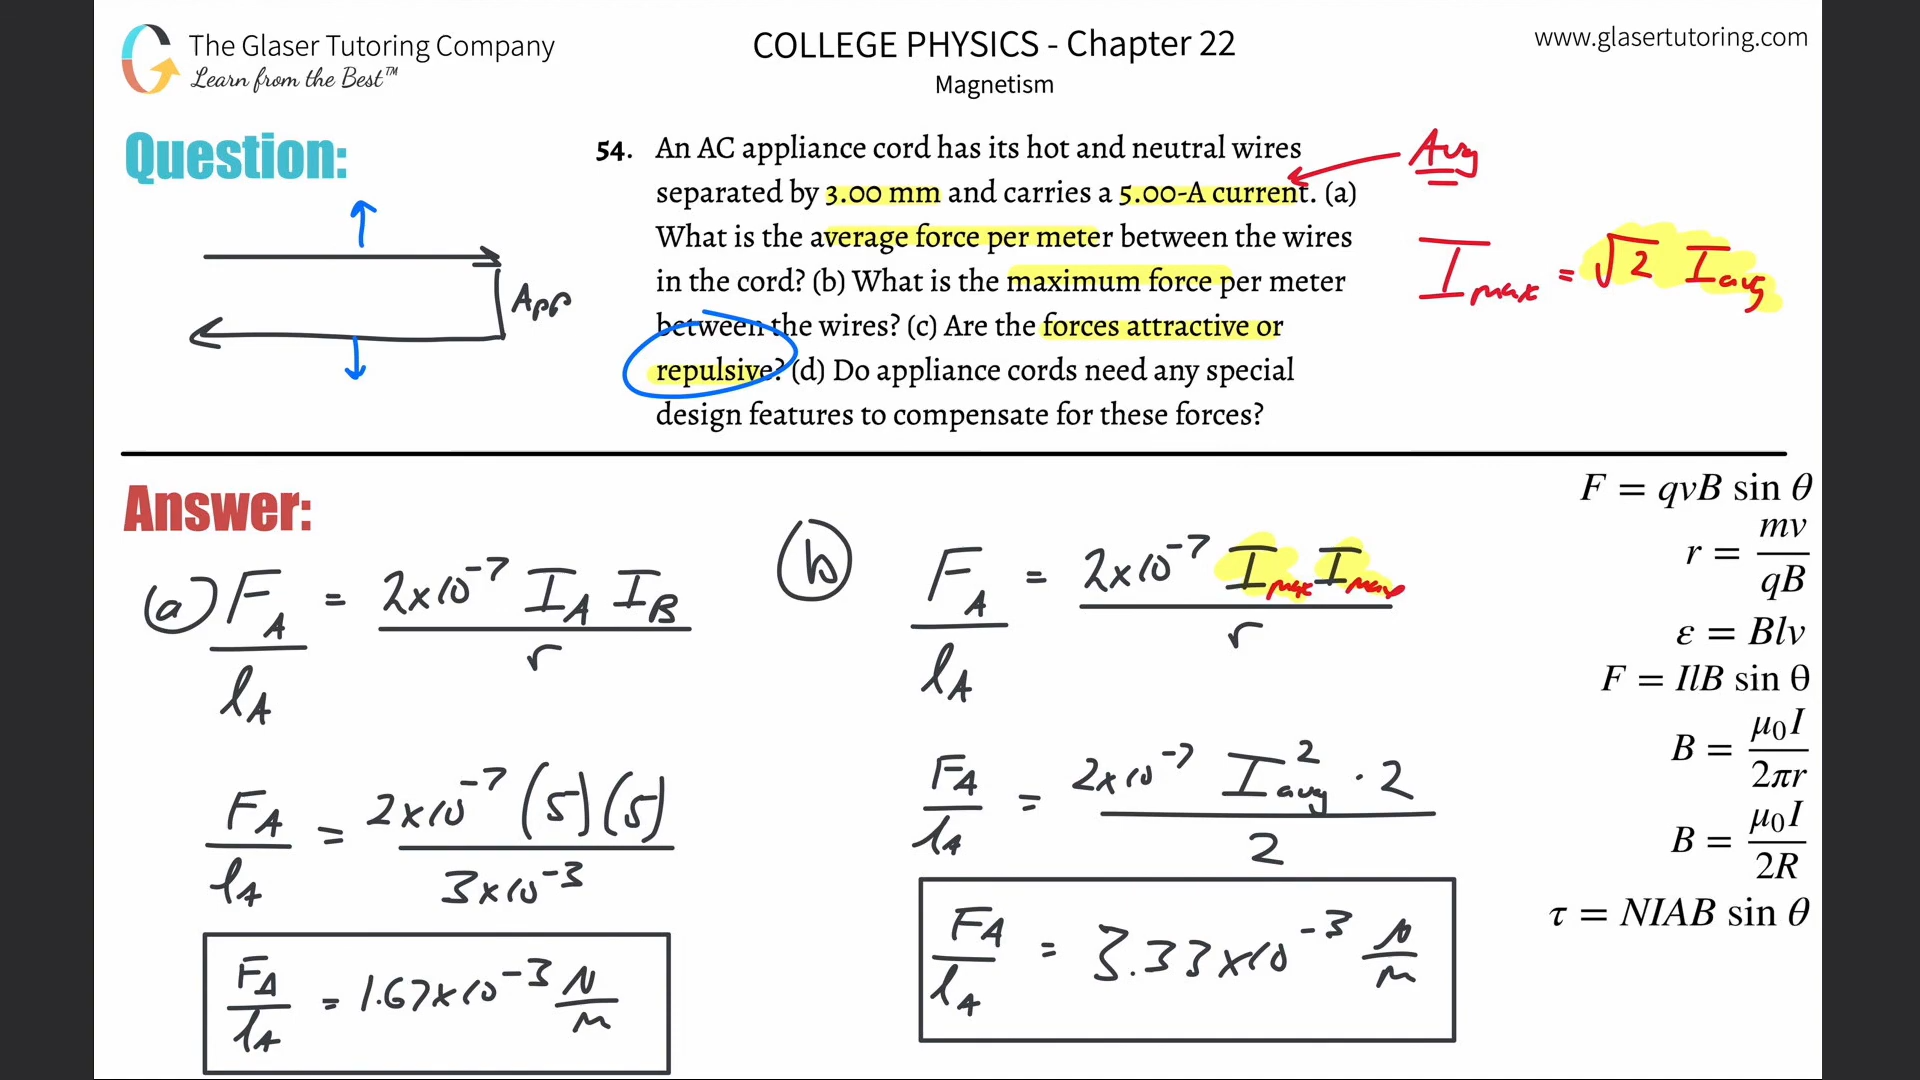 The Glaser Tutoring Company
Learn from the Best™
COLLEGE PHYSICS - Chapter 22
Magnetism
www.glasertutoring.com
Question:
54. An AC appliance cord has its hot and neutral wires
separated by 3.00 mm and carries a 5.00-A current. (a)
What is the average force per meter between the wires
in the cord? (b) What is the maximum force per meter
between the wires? (c) Are the forces attractive or
repulsive? (d) Do appliance cords need any special
design features to compensate for these forces?
App
Avg
I max = √2 I avg
Answer:
(a) F_A / l_A = 2x10^-7 I_A I_B / r
F_A / l_A = 2x10^-7 (5)(5) / 3x10^-3
F_A / l_A = 1.67x10^-3 N/m
(b) F_A / l_A = 2x10^-7 I max I max / r
F_A / l_A = 2x10^-7 I avg^2 · 2 / 2
F_A / l_A = 3.33x10^-3 N/m
F = qvB sin θ
r = mv / qB
ε = Blv
F = IlB sin θ
B = μ₀I / 2πr
B = μ₀I / 2R
τ = NIAB sin θ